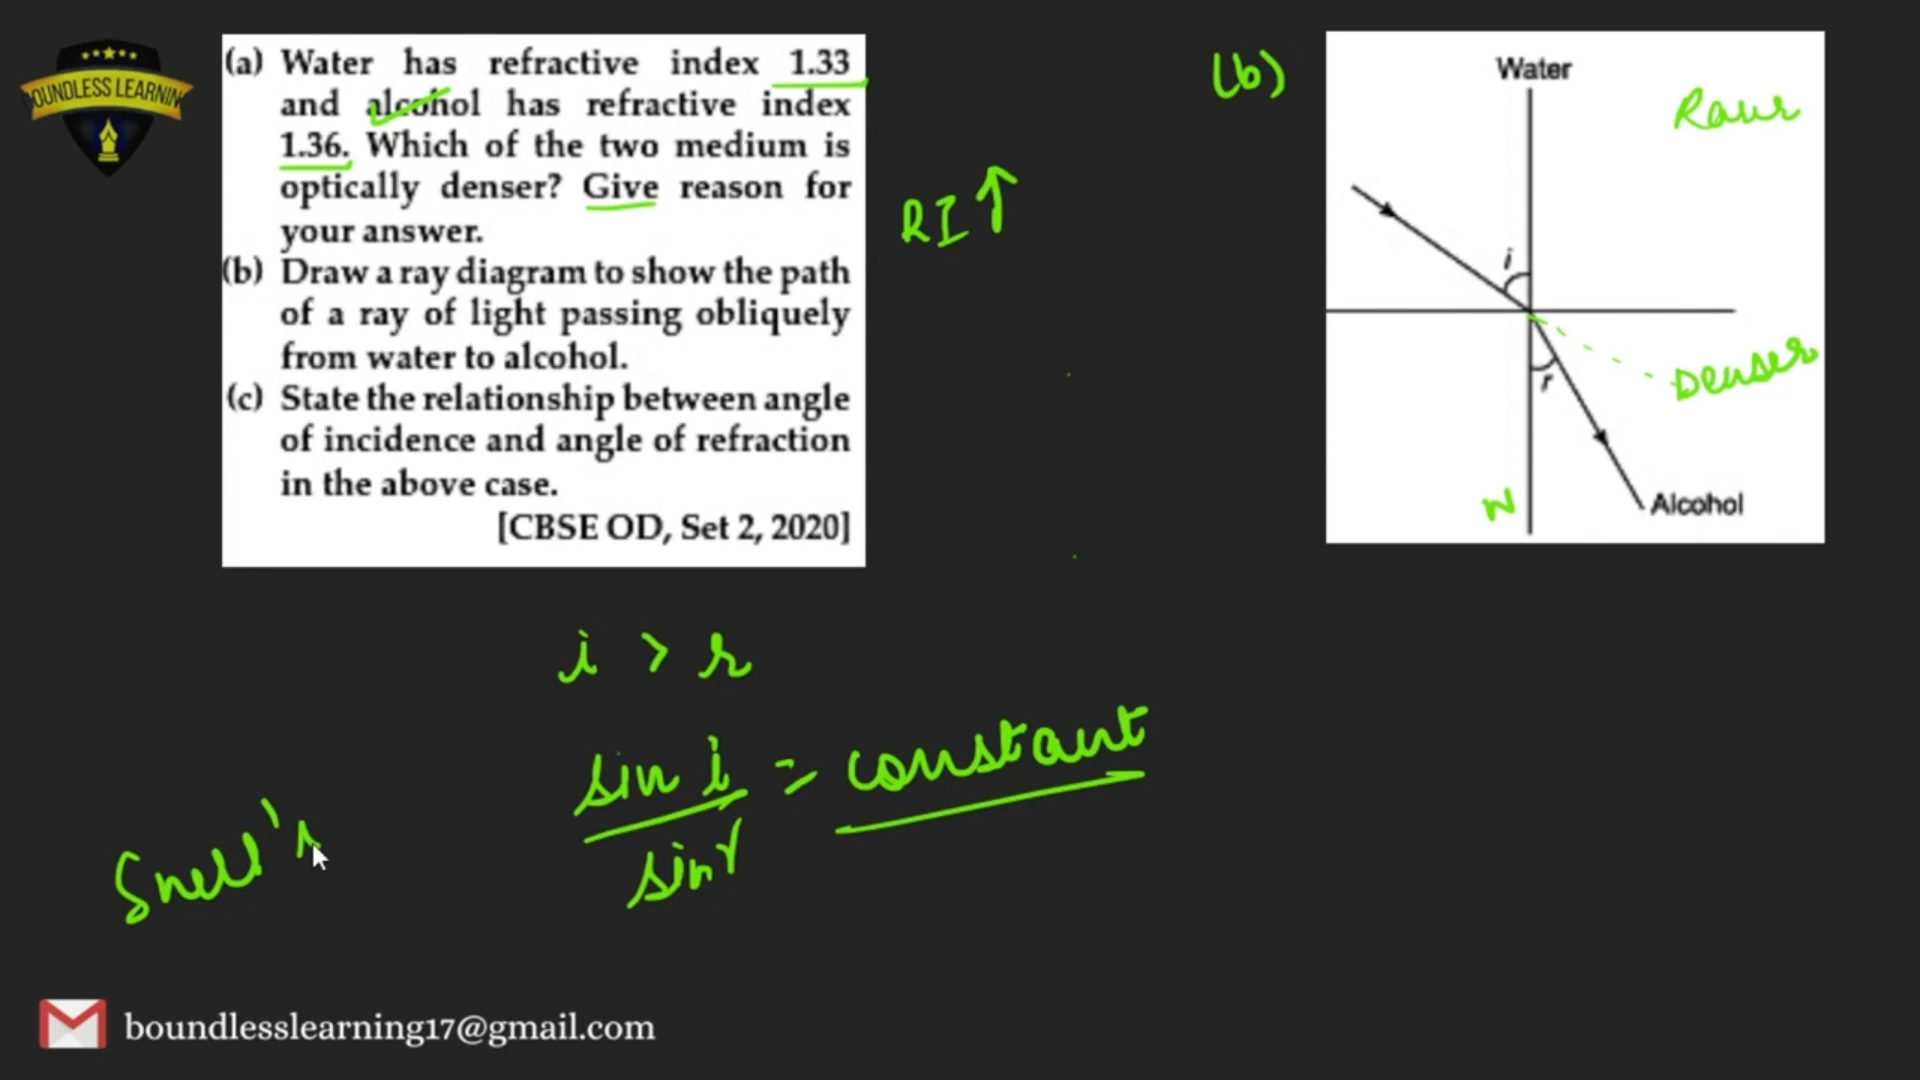 OUNDLESS LEARNIN
(a) Water has refractive index 1.33
and alcohol has refractive index
1.36. Which of the two medium is
optically denser? Give reason for
your answer.
(b) Draw a ray diagram to show the path
of a ray of light passing obliquely
from water to alcohol.
(c) State the relationship between angle
of incidence and angle of refraction
in the above case.
[CBSE OD, Set 2, 2020]
RI↑
(b)
Water
Rarer
i
Denser
r
N
Alcohol
i > r
sin i = constant
sin r
Snell's
boundlesslearning17@gmail.com